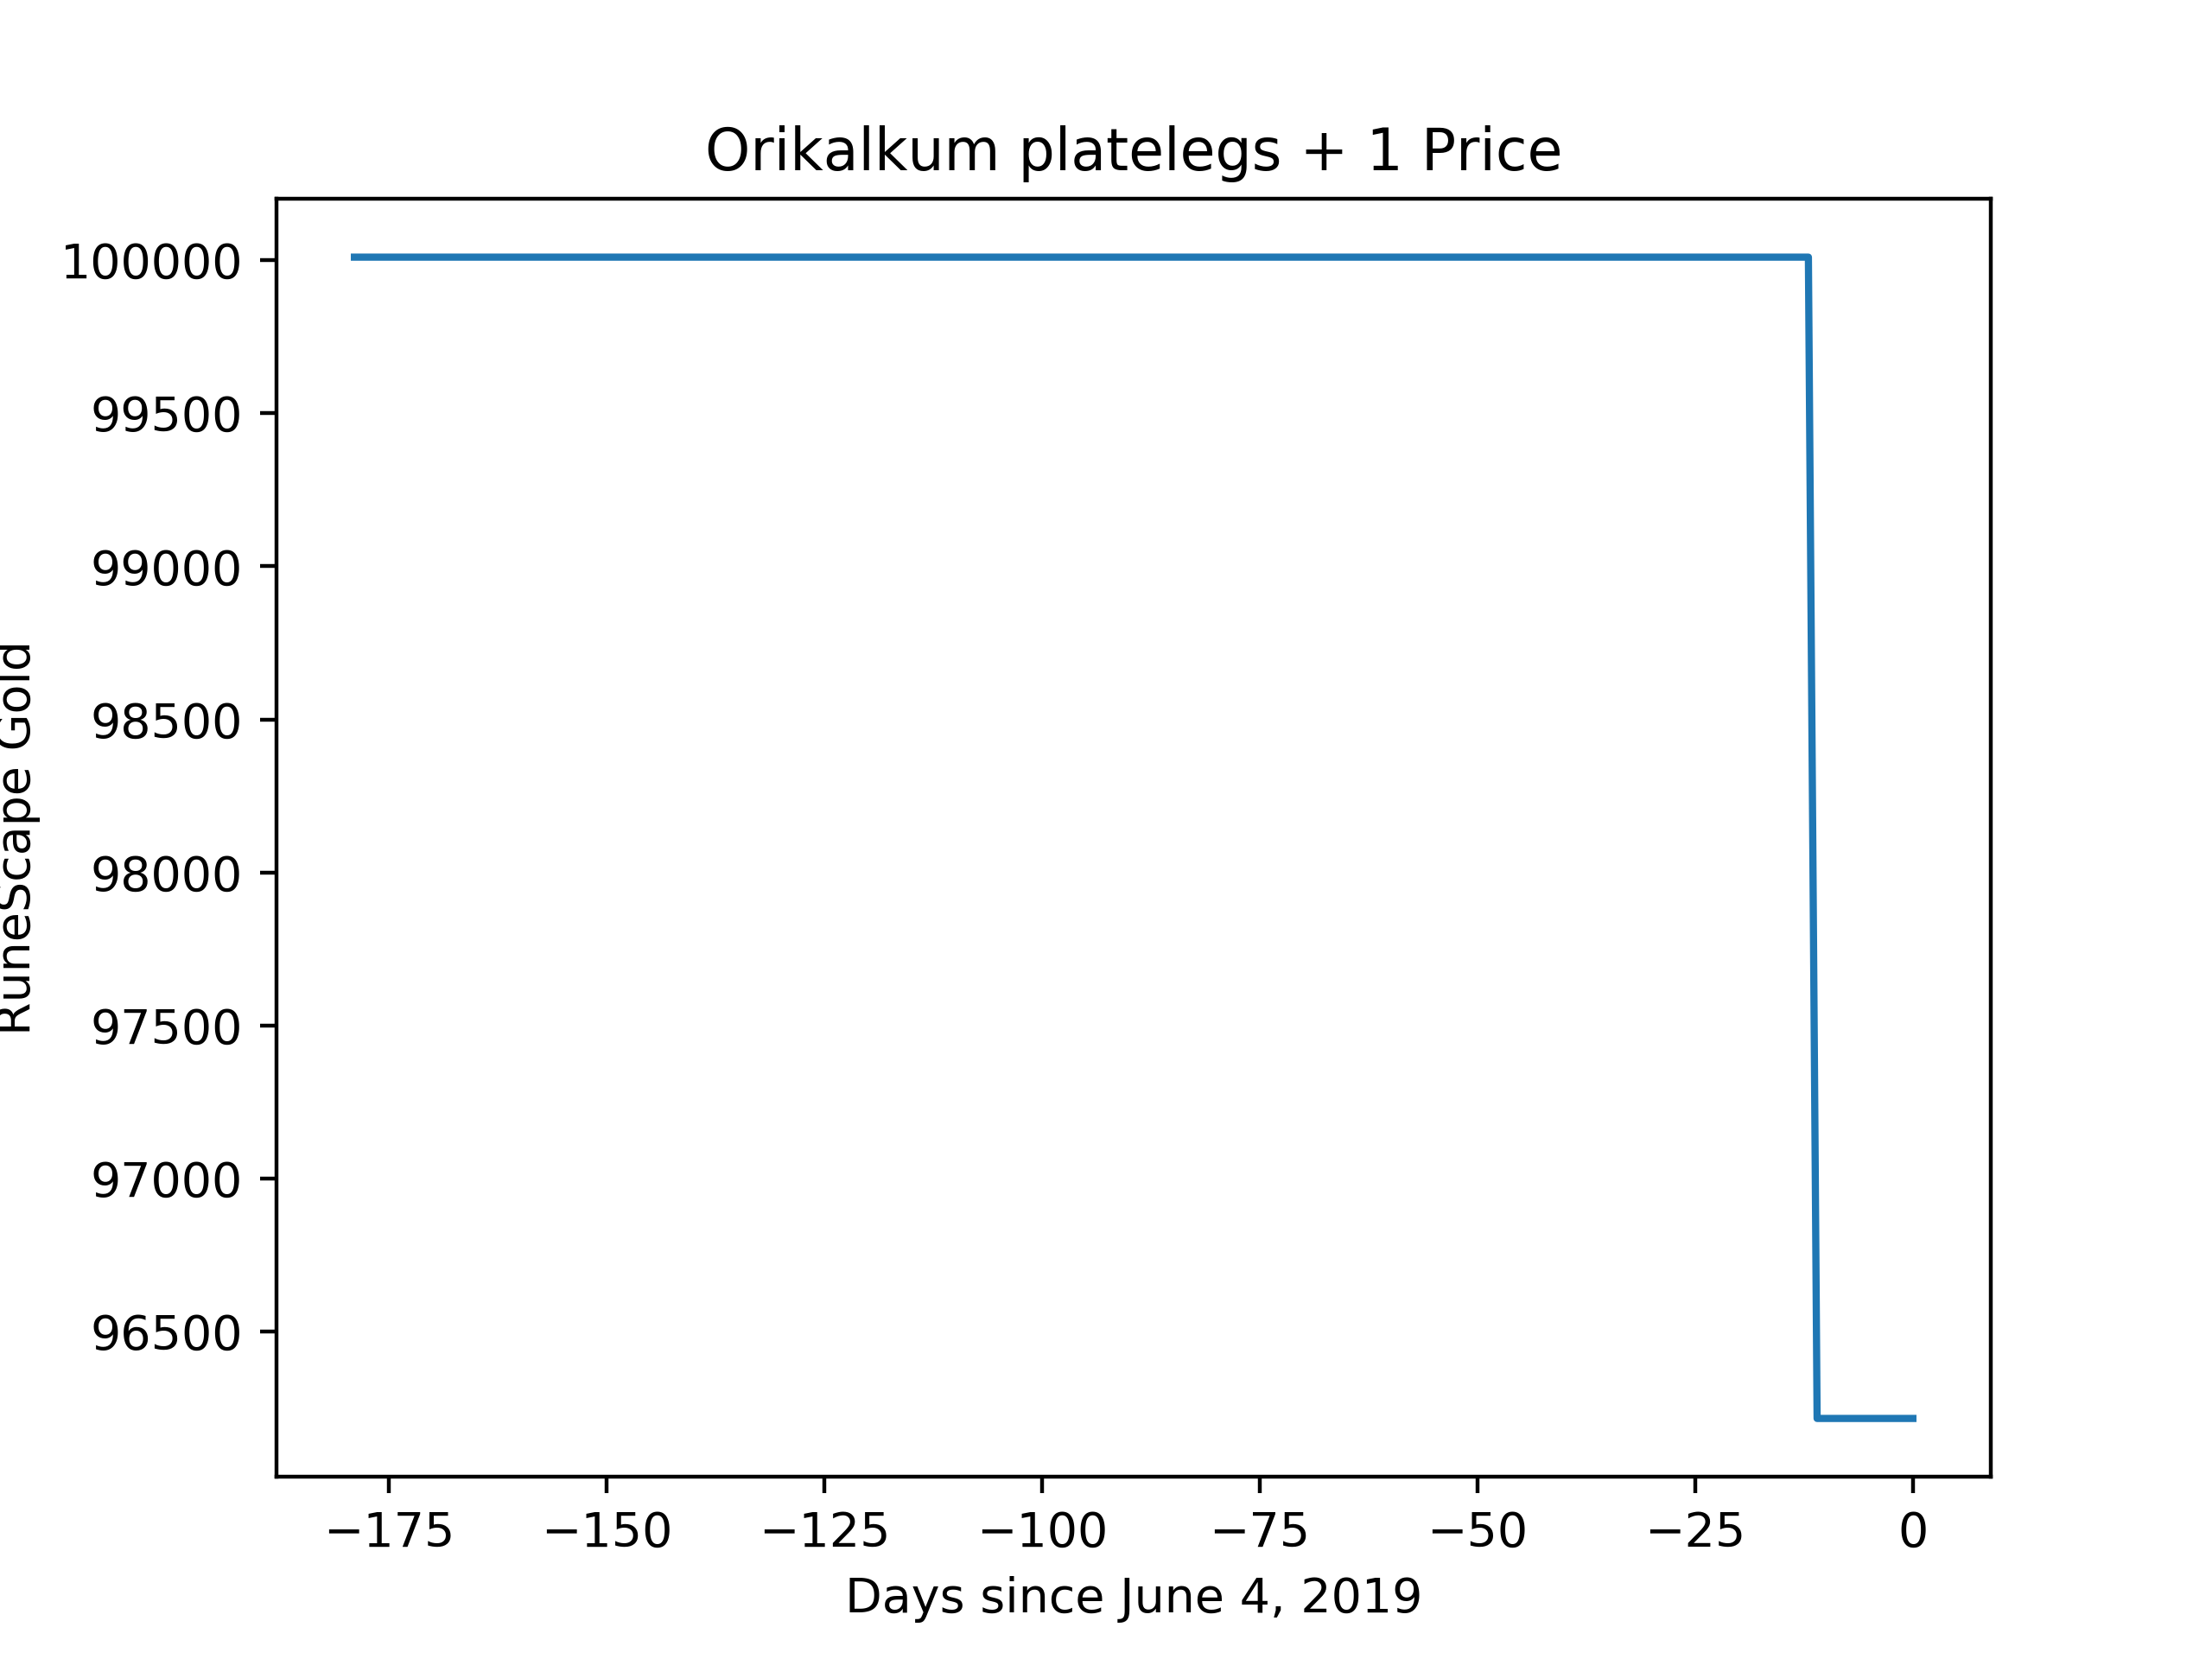 Orikalkum platelegs + 1 Price
100000
99500
99000
98500
98000
97500
97000
96500
Runescape Gold
−175 −150 −125 −100 −75 −50 −25 0
Days since June 4, 2019